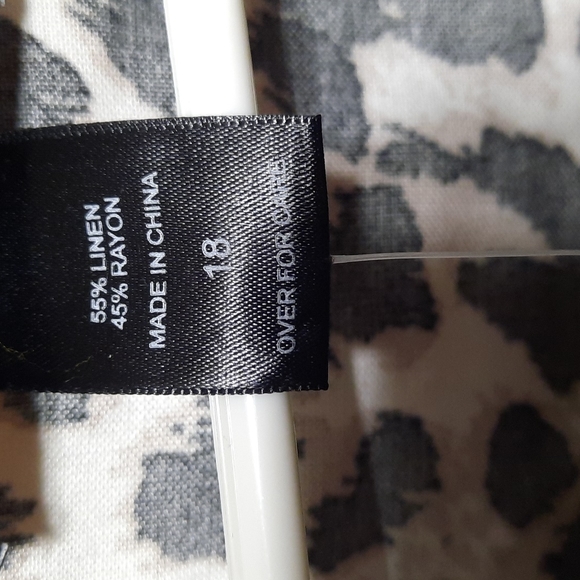 55% LINEN
45% RAYON
MADE IN CHINA
18
OVER FOR CARE